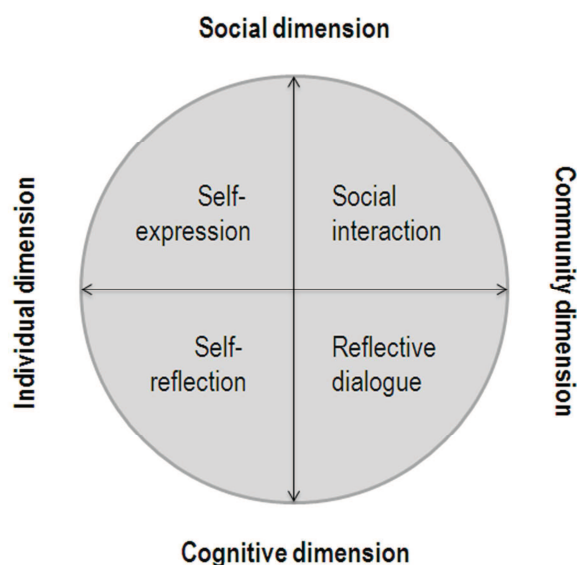 Social dimension
Self-
expression
Social
interaction
Individual dimension
Community dimension
Self-
reflection
Reflective
dialogue
Cognitive dimension